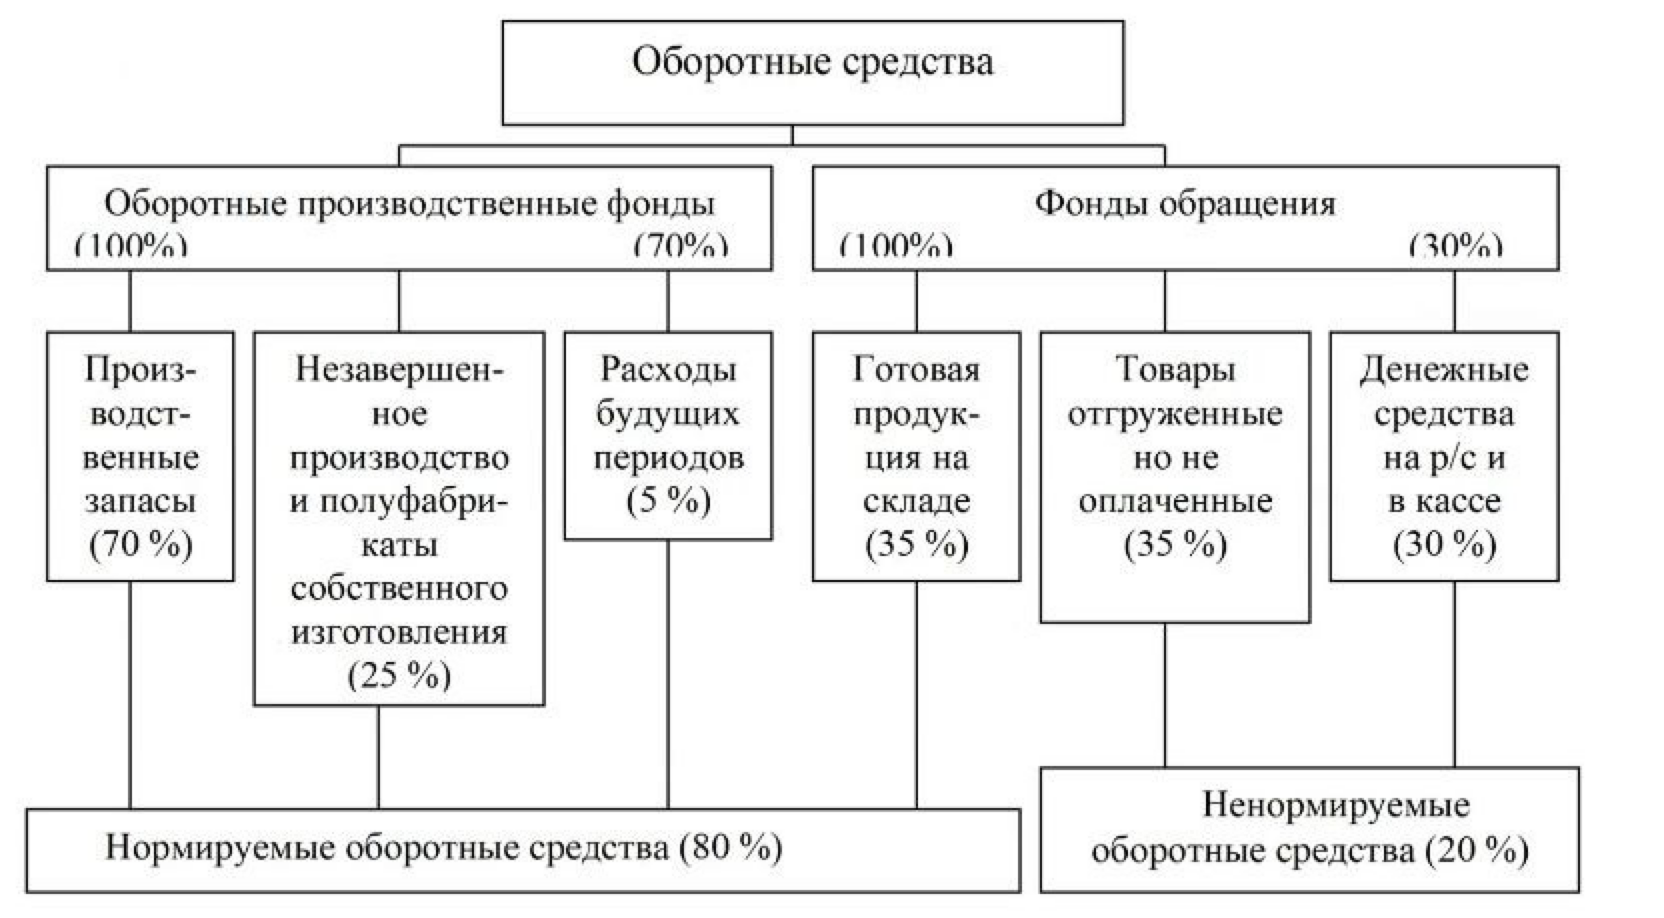 Оборотные средства
Оборотные производственные фонды
(100%) (70%)
Фонды обращения
(100%) (30%)
Произ-
водст-
венные
запасы
(70 %)
Незавершен-
ное
производство
и полуфабри-
каты
собственного
изготовления
(25 %)
Расходы
будущих
периодов
(5 %)
Готовая
продук-
ция на
складе
(35 %)
Товары
отгруженные
но не
оплаченные
(35 %)
Денежные
средства
на р/с и
в кассе
(30 %)
Нормируемые оборотные средства (80 %)
Ненормируемые
оборотные средства (20 %)